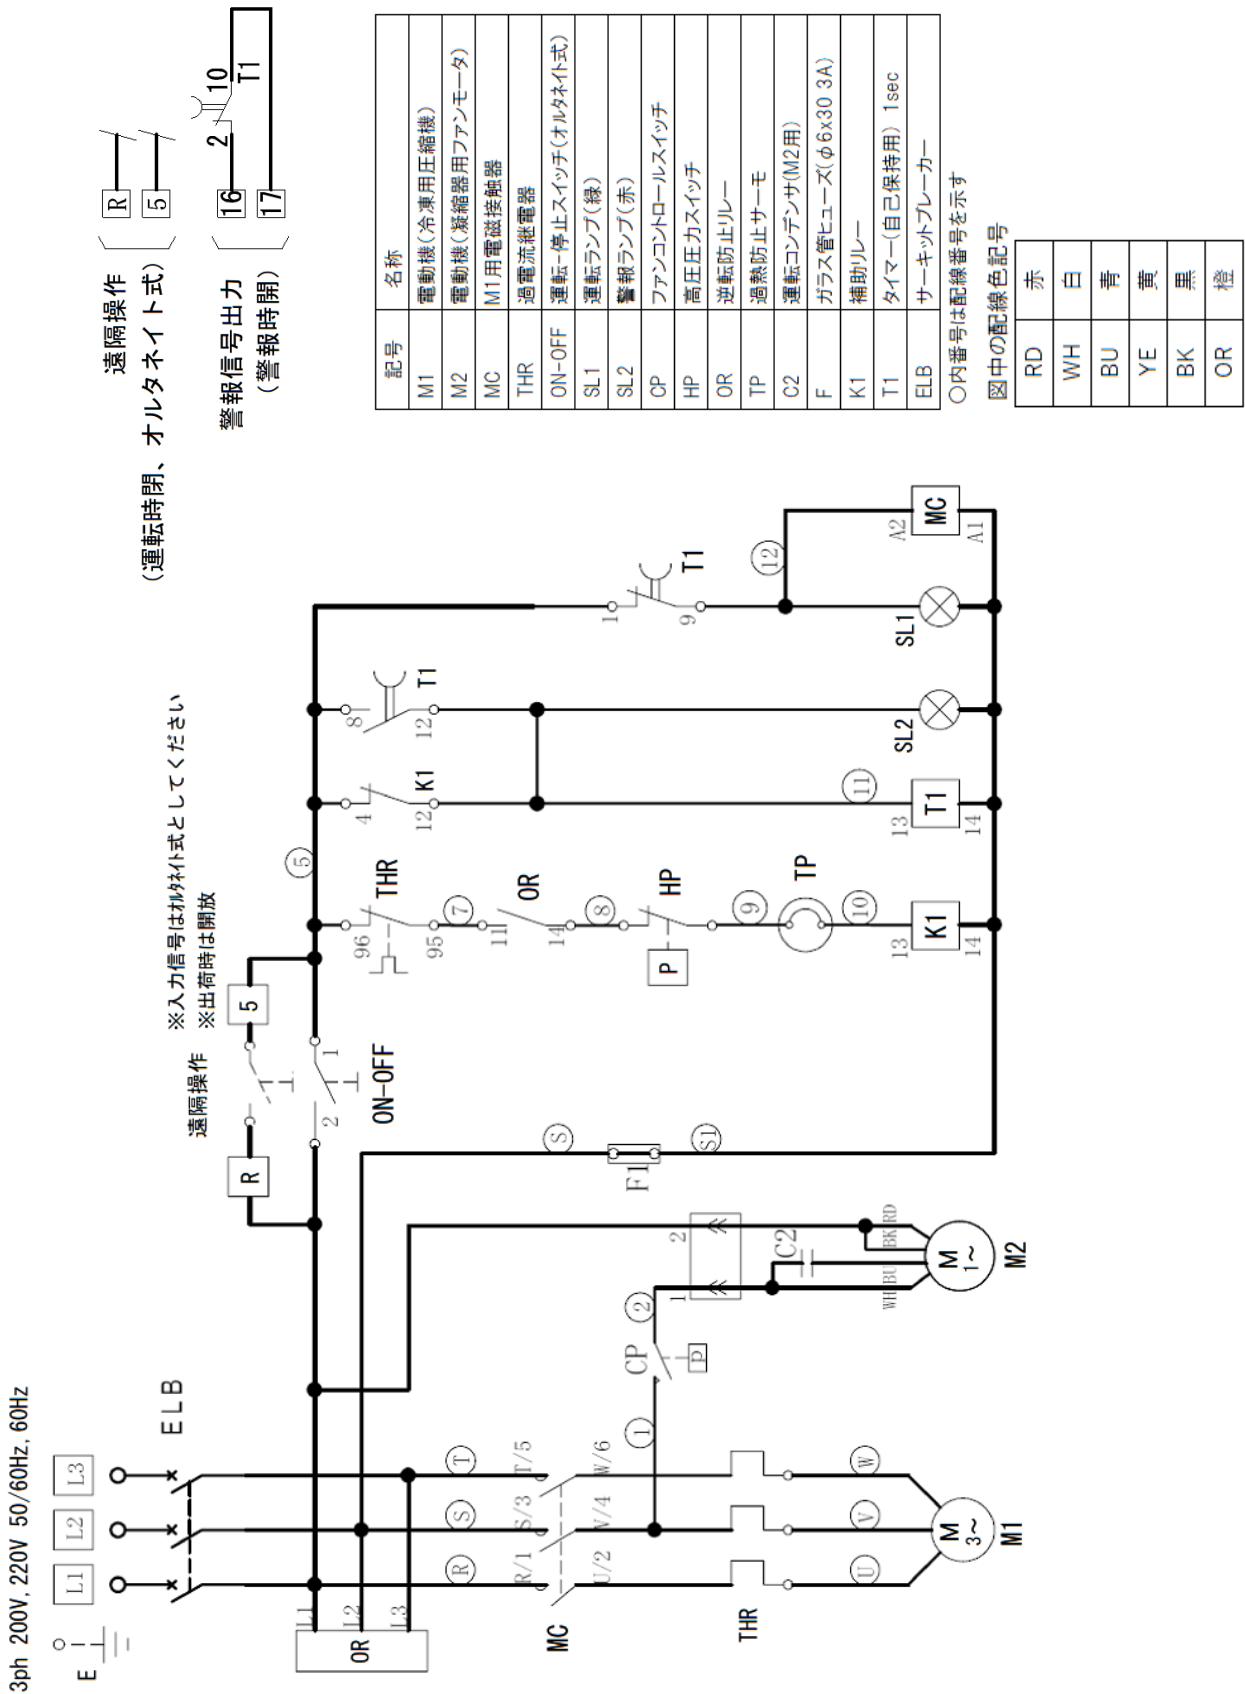 3ph 200V, 220V 50/60Hz, 60Hz
E
L1
L2
L3
ELB
OR
L1
L2
L3
R
S
T
R/1
S/3
T/5
MC
U/2
V/4
W/6
THR
U
V
W
M
3~
M1
1
CP
P
2
1
2
C2
WH
BU
BK
RD
M
1~
M2
S
F1
S1
遠隔操作
※入力信号はオルタネイト式としてください
※出荷時は開放
R
5
2
1
ON-OFF
5
96
95
THR
7
11
14
OR
8
P
HP
9
TP
10
13
K1
14
4
12
K1
11
13
T1
14
8
12
T1
SL2
1
9
T1
SL1
12
A2
MC
A1
遠隔操作
(運転時閉、オルタネイト式)
R
5
警報信号出力
(警報時開)
16
17
2
10
T1
記号 名称
M1 電動機(冷凍用圧縮機)
M2 電動機(凝縮器用ファンモータ)
MC M1用電磁接触器
THR 過電流継電器
ON-OFF 運転-停止スイッチ(オルタネイト式)
SL1 運転ランプ(緑)
SL2 警報ランプ(赤)
CP ファンコントロールスイッチ
HP 高圧圧力スイッチ
OR 逆転防止リレー
TP 過熱防止サーモ
C2 運転コンデンサ(M2用)
F ガラス管ヒューズ(φ6x30 3A)
K1 補助リレー
T1 タイマー(自己保持用) 1sec
ELB サーキットブレーカー
○内番号は配線番号を示す
図中の配線色記号
RD 赤
WH 白
BU 青
YE 黄
BK 黒
OR 橙